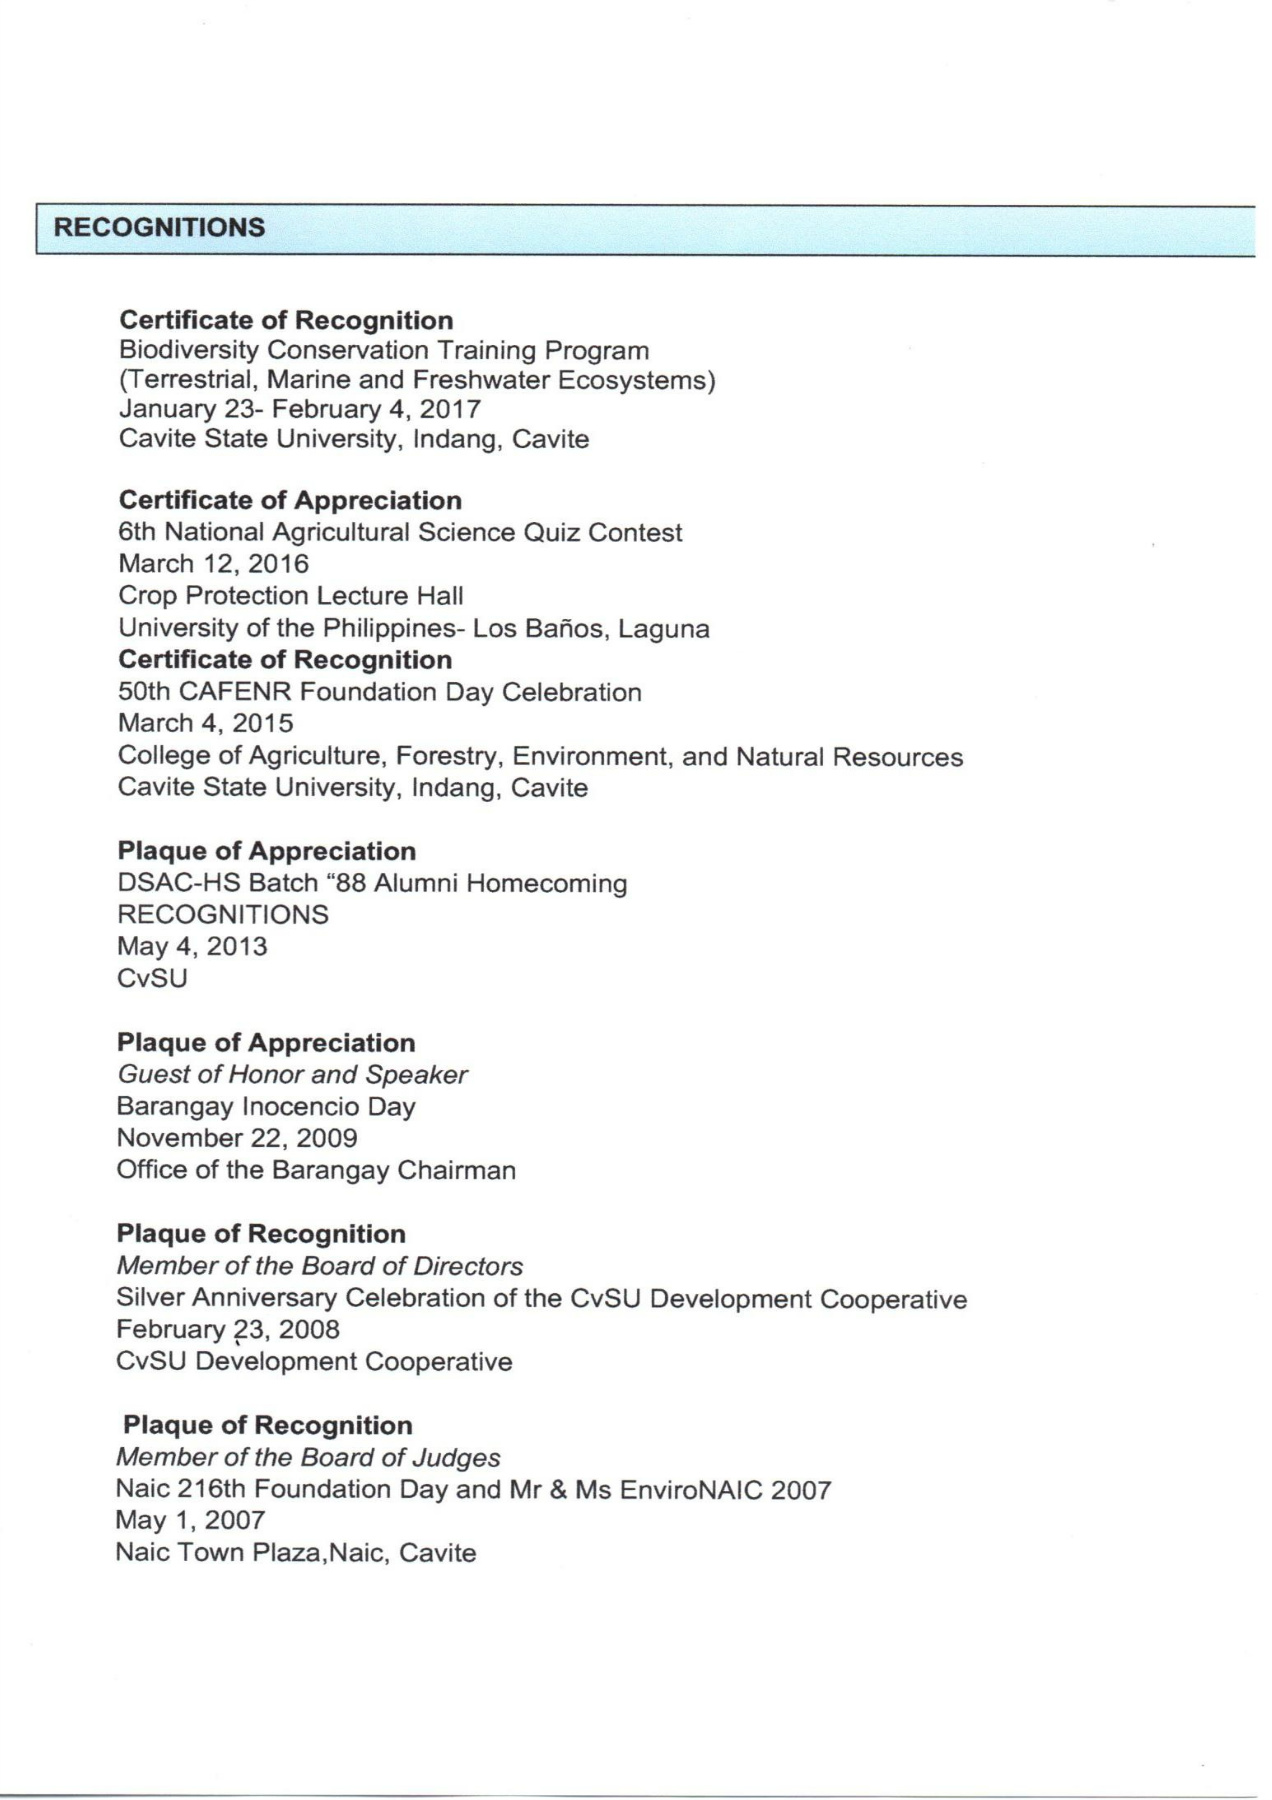 RECOGNITIONS
Certificate of Recognition
Biodiversity Conservation Training Program
(Terrestrial, Marine and Freshwater Ecosystems)
January 23- February 4, 2017
Cavite State University, Indang, Cavite
Certificate of Appreciation
6th National Agricultural Science Quiz Contest
March 12, 2016
Crop Protection Lecture Hall
University of the Philippines- Los Baños, Laguna
Certificate of Recognition
50th CAFENR Foundation Day Celebration
March 4, 2015
College of Agriculture, Forestry, Environment, and Natural Resources
Cavite State University, Indang, Cavite
Plaque of Appreciation
DSAC-HS Batch “88 Alumni Homecoming
RECOGNITIONS
May 4, 2013
CvSU
Plaque of Appreciation
Guest of Honor and Speaker
Barangay Inocencio Day
November 22, 2009
Office of the Barangay Chairman
Plaque of Recognition
Member of the Board of Directors
Silver Anniversary Celebration of the CvSU Development Cooperative
February 23, 2008
CvSU Development Cooperative
Plaque of Recognition
Member of the Board of Judges
Naic 216th Foundation Day and Mr & Ms EnviroNAIC 2007
May 1, 2007
Naic Town Plaza,Naic, Cavite